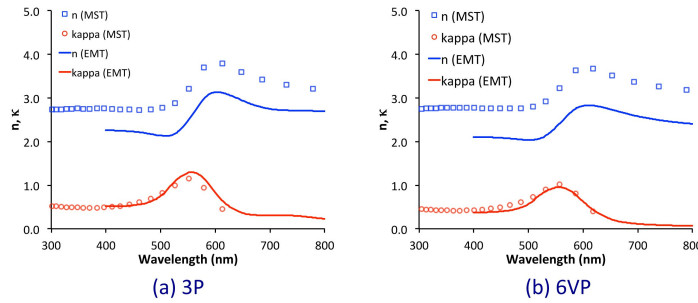 5.0
4.0
3.0
2.0
1.0
0.0
n, κ
n (MST)
kappa (MST)
n (EMT)
kappa (EMT)
300 400 500 600 700 800
Wavelength (nm)
(a) 3P
5.0
4.0
3.0
2.0
1.0
0.0
n, κ
n (MST)
kappa (MST)
n (EMT)
kappa (EMT)
300 400 500 600 700 800
Wavelength (nm)
(b) 6VP